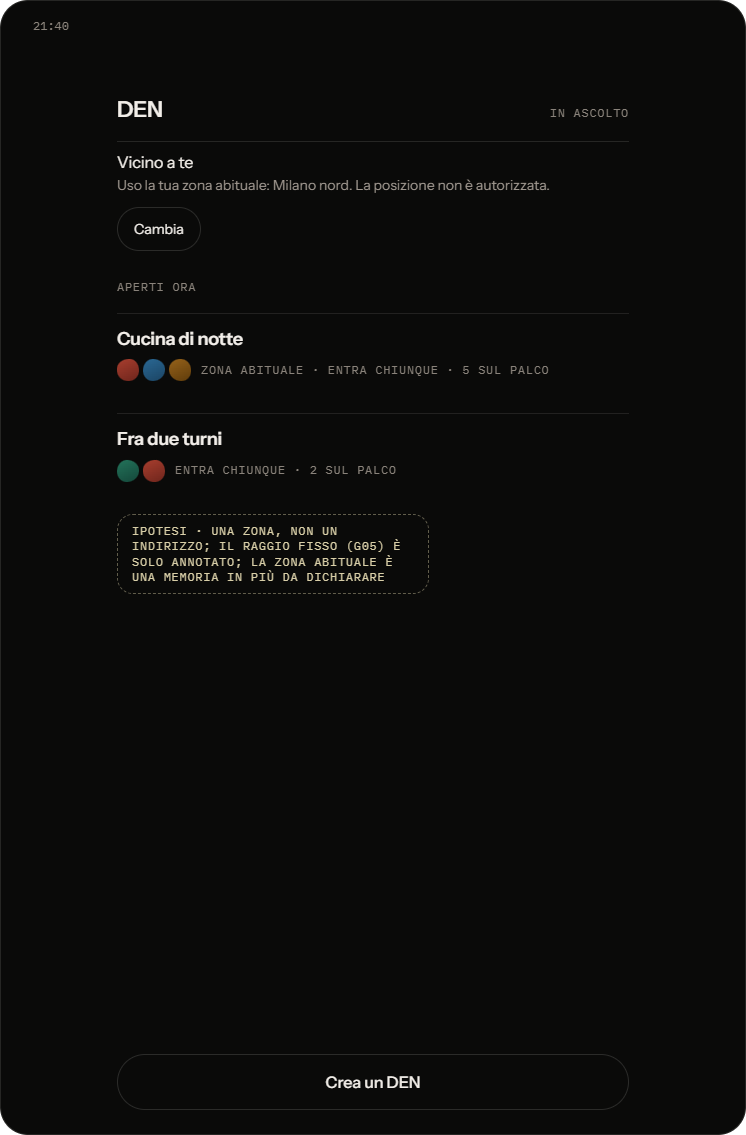 21:40
DEN
IN ASCOLTO
Vicino a te
Uso la tua zona abituale: Milano nord. La posizione non è autorizzata.
Cambia
APERTI ORA
Cucina di notte
ZONA ABITUALE · ENTRA CHIUNQUE · 5 SUL PALCO
Fra due turni
ENTRA CHIUNQUE · 2 SUL PALCO
IPOTESI · UNA ZONA, NON UN
INDIRIZZO; IL RAGGIO FISSO (G05) È
SOLO ANNOTATO; LA ZONA ABITUALE È
UNA MEMORIA IN PIÙ DA DICHIARARE
Crea un DEN